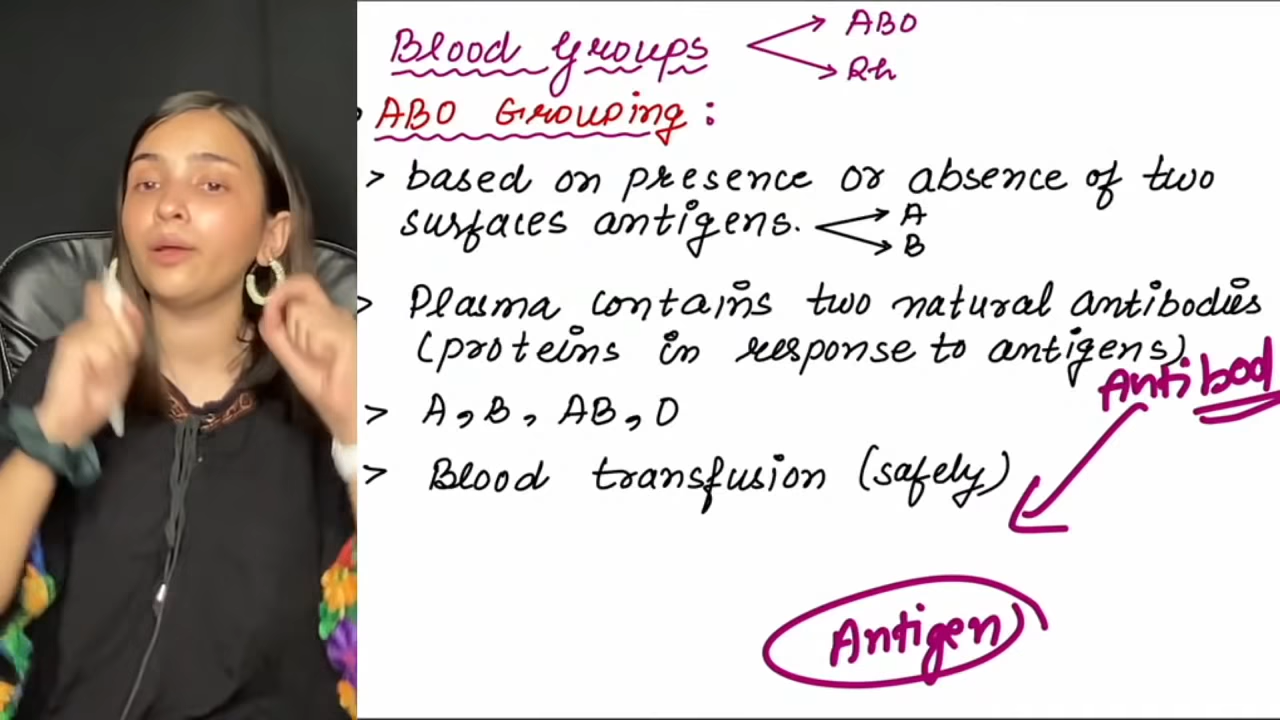 Blood Groups
ABO
Rh
ABO Grouping :
> based on presence or absence of two
surfaces antigens.
A
B
> Plasma contains two natural antibodies
(proteins in response to antigens)
Antibod
> A, B, AB, O
> Blood transfusion (safely)
Antigen